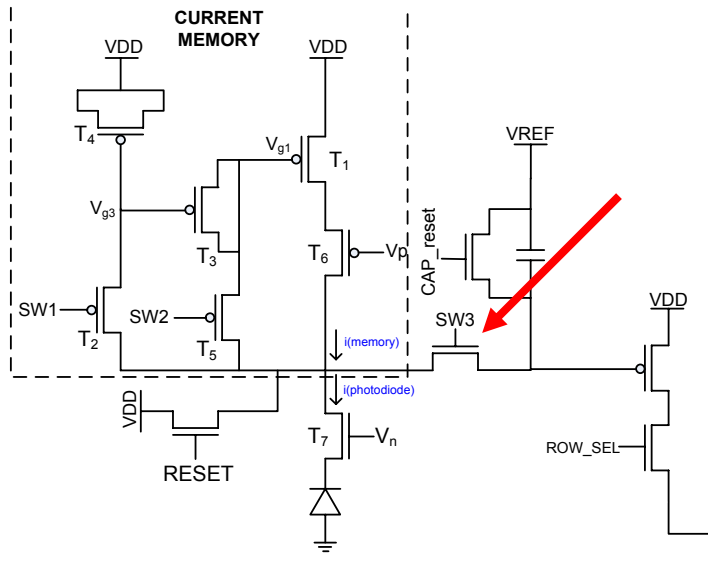 CURRENT
MEMORY
VDD
VDD
T4
Vg1
T1
VREF
Vg3
T3
T6
Vp
CAP_reset
SW1
T2
SW2
T5
SW3
VDD
i(memory)
i(photodiode)
VDD
T7
Vn
RESET
ROW_SEL